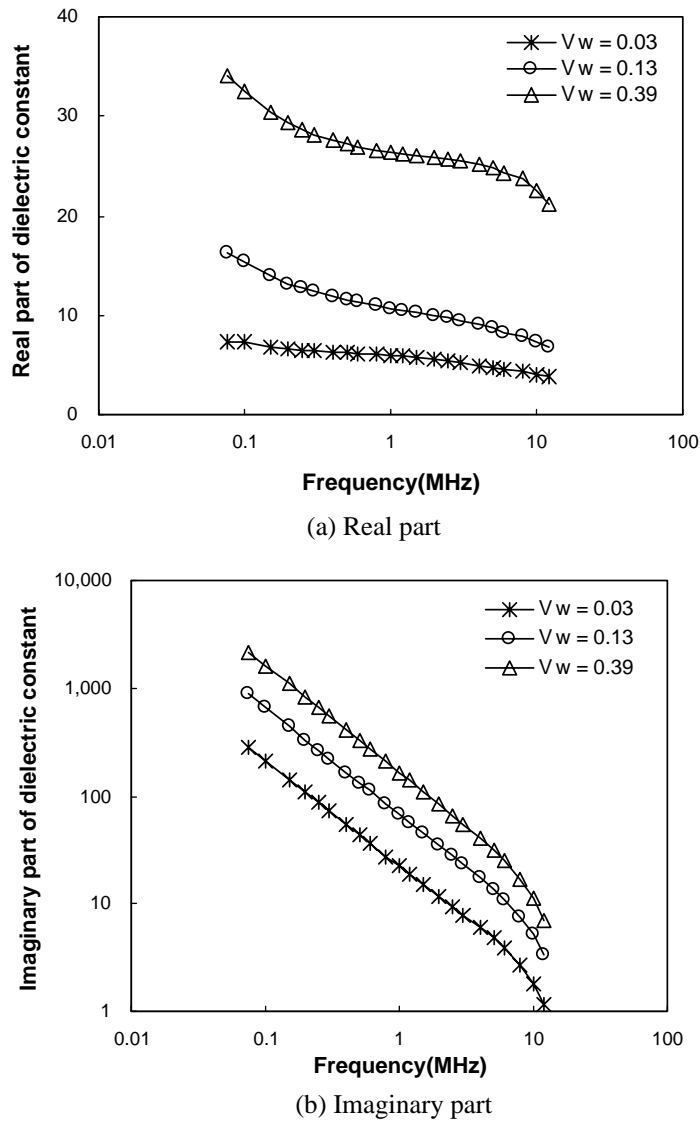 40
30
20
10
0
Real part of dielectric constant
V w = 0.03
V w = 0.13
V w = 0.39
0.01 0.1 1 10 100
Frequency(MHz)
(a) Real part
10,000
1,000
100
10
1
Imaginary part of dielectric constant
V w = 0.03
V w = 0.13
V w = 0.39
0.01 0.1 1 10 100
Frequency(MHz)
(b) Imaginary part